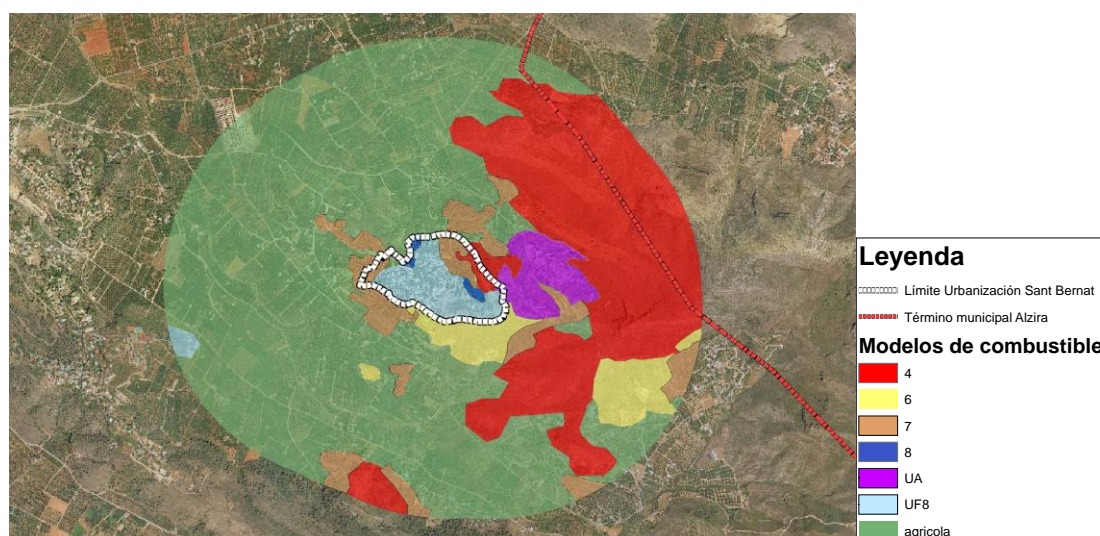 Leyenda
Límite Urbanización Sant Bernat
Término municipal Alzira
Modelos de combustible
4
6
7
8
UA
UF8
agricola